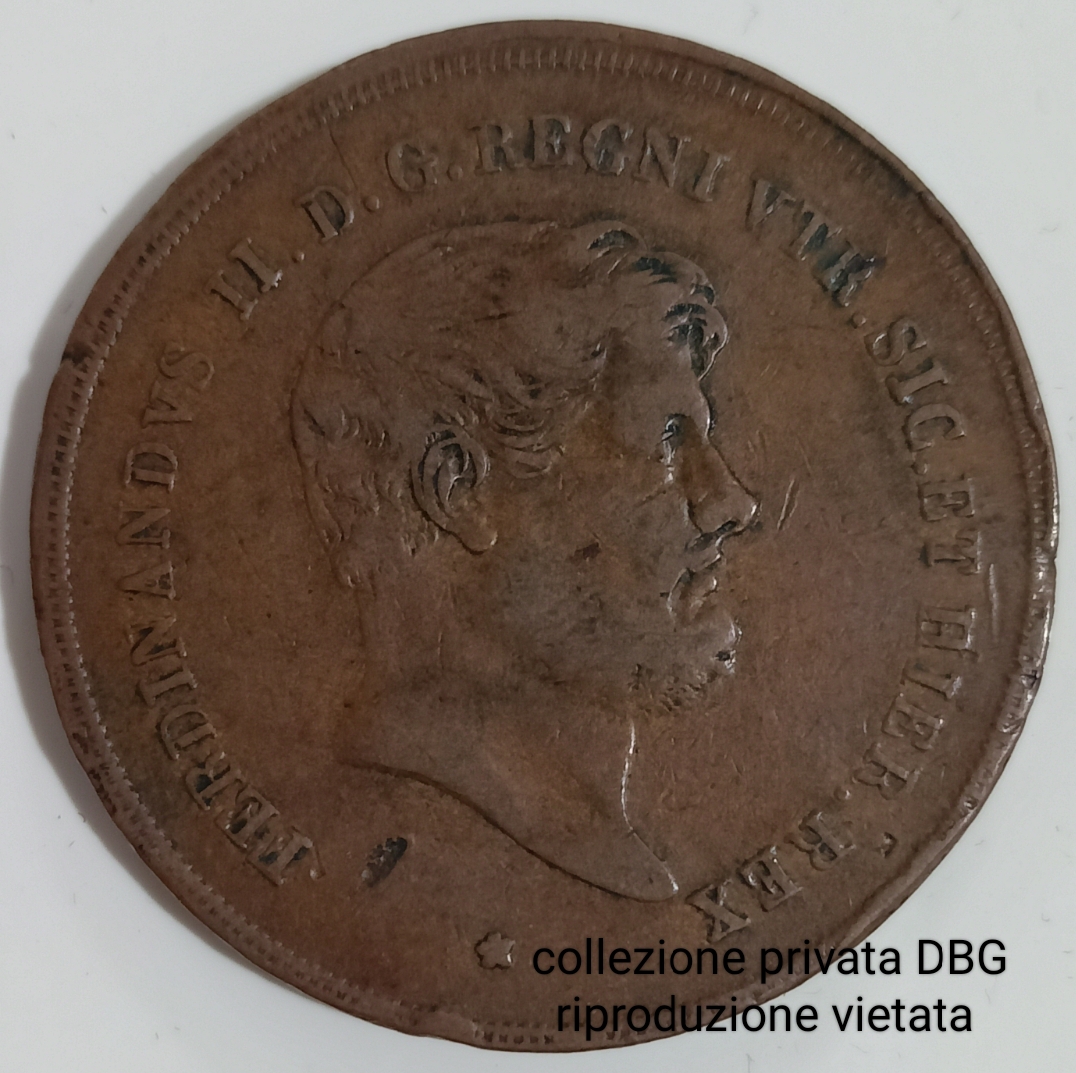 FERDINANDVS II. D. G. REGNI VTR. SIC. ET HIER. REX
collezione privata DBG
riproduzione vietata